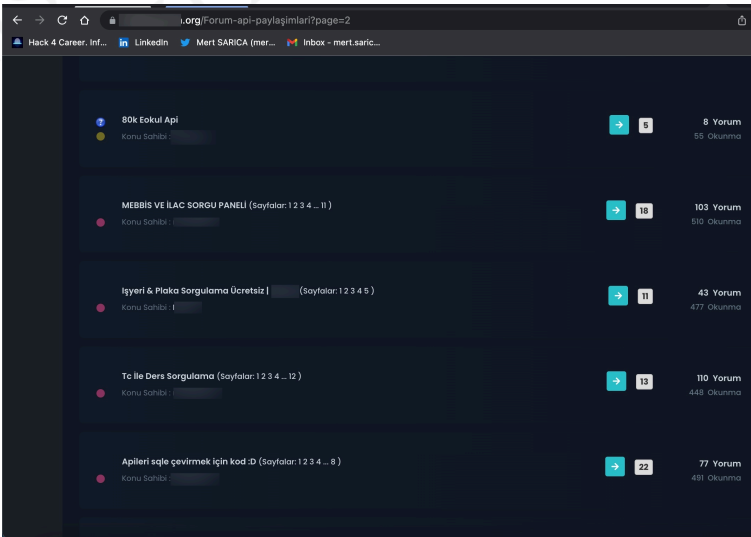 .org/Forum-api-paylaşimlari?page=2
Hack 4 Career. Inf... LinkedIn Mert SARICA (mer... Inbox - mert.saric...
80k Eokul Api
5
8 Yorum
Konu Sahibi :
55 Okunma
MEBBİS VE İLAC SORGU PANELİ (Sayfalar: 1 2 3 4 ... 11 )
18
103 Yorum
Konu Sahibi :
510 Okunma
Işyeri & Plaka Sorgulama Ücretsiz | (Sayfalar: 1 2 3 4 5 )
11
43 Yorum
Konu Sahibi :
477 Okunma
Tc İle Ders Sorgulama (Sayfalar: 1 2 3 4 ... 12 )
13
110 Yorum
Konu Sahibi :
448 Okunma
Apileri sqle çevirmek için kod :D (Sayfalar: 1 2 3 4 ... 8 )
22
77 Yorum
Konu Sahibi :
491 Okunma